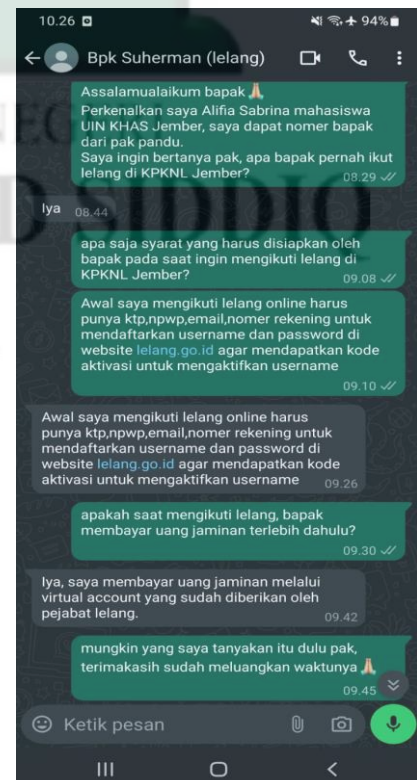 10.26
94%
Bpk Suherman (lelang)
Assalamualaikum bapak
Perkenalkan saya Alifia Sabrina mahasiswa
UIN KHAS Jember, saya dapat nomer bapak
dari pak pandu.
Saya ingin bertanya pak, apa bapak pernah ikut
lelang di KPKNL Jember?
08.29
Iya 08.44
apa saja syarat yang harus disiapkan oleh
bapak pada saat ingin mengikuti lelang di
KPKNL Jember?
09.08
Awal saya mengikuti lelang online harus
punya ktp,npwp,email,nomer rekening untuk
mendaftarkan username dan password di
website lelang.go.id agar mendapatkan kode
aktivasi untuk mengaktifkan username
09.10
Awal saya mengikuti lelang online harus
punya ktp,npwp,email,nomer rekening untuk
mendaftarkan username dan password di
website lelang.go.id agar mendapatkan kode
aktivasi untuk mengaktifkan username 09.26
apakah saat mengikuti lelang, bapak
membayar uang jaminan terlebih dahulu?
09.30
Iya, saya membayar uang jaminan melalui
virtual account yang sudah diberikan oleh
pejabat lelang.
09.42
mungkin yang saya tanyakan itu dulu pak,
terimakasih sudah meluangkan waktunya
09.45
Ketik pesan